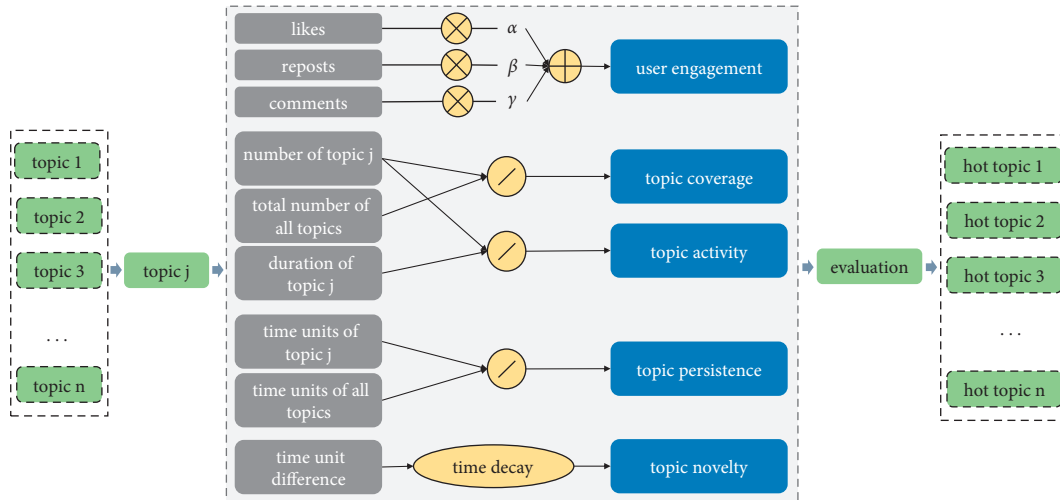 topic 1
topic 2
topic 3
...
topic n
topic j
likes
reposts
comments
α
β
γ
user engagement
number of topic j
total number of
all topics
duration of
topic j
topic coverage
topic activity
time units of
topic j
time units of all
topics
topic persistence
time unit
difference
time decay
topic novelty
evaluation
hot topic 1
hot topic 2
hot topic 3
...
hot topic n